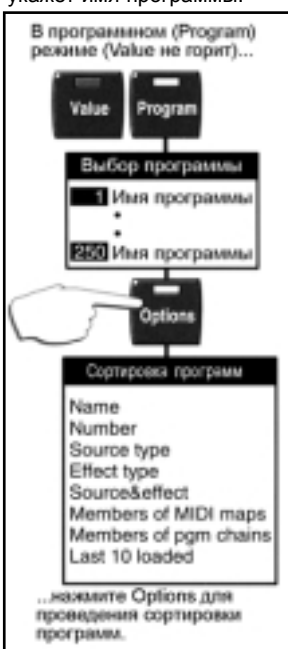 укажет имя программы.
В программном (Program)
режиме (Value не горит)...
Value Program
Выбор программы
1 Имя программы
•
•
250 Имя программы
Options
Сортировка программ
Name
Number
Source type
Effect type
Source&effect
Members of MIDI maps
Members of pgm chains
Last 10 loaded
...нажмите Options для
проведения сортировки
программ.